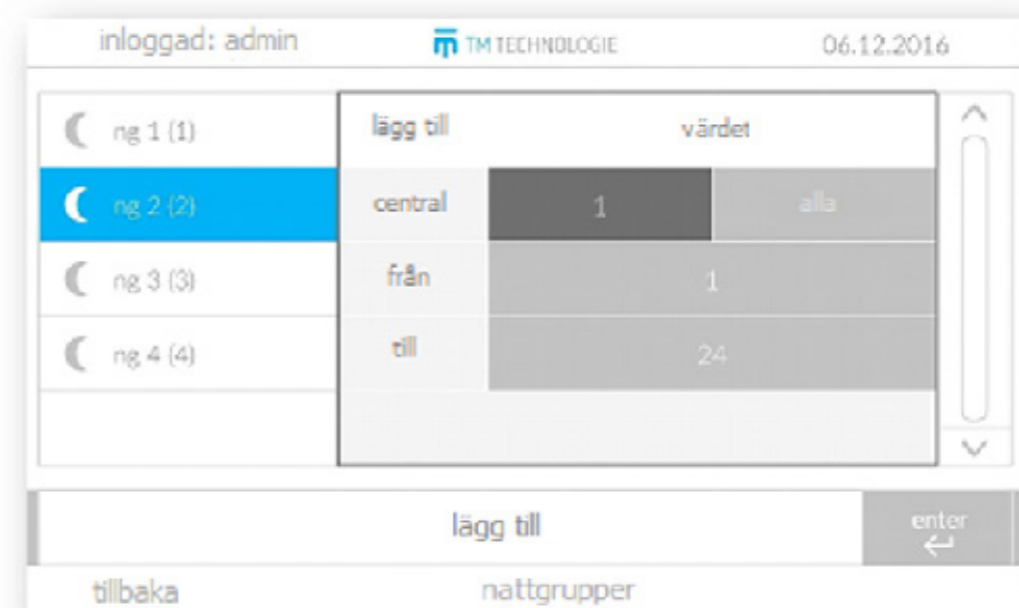 inloggad: admin TM TECHNOLOGIE 06.12.2016
ng 1 (1)
ng 2 (2)
ng 3 (3)
ng 4 (4)
lägg till värdet
central 1 alla
från 1
till 24
lägg till enter
tillbaka nattgrupper